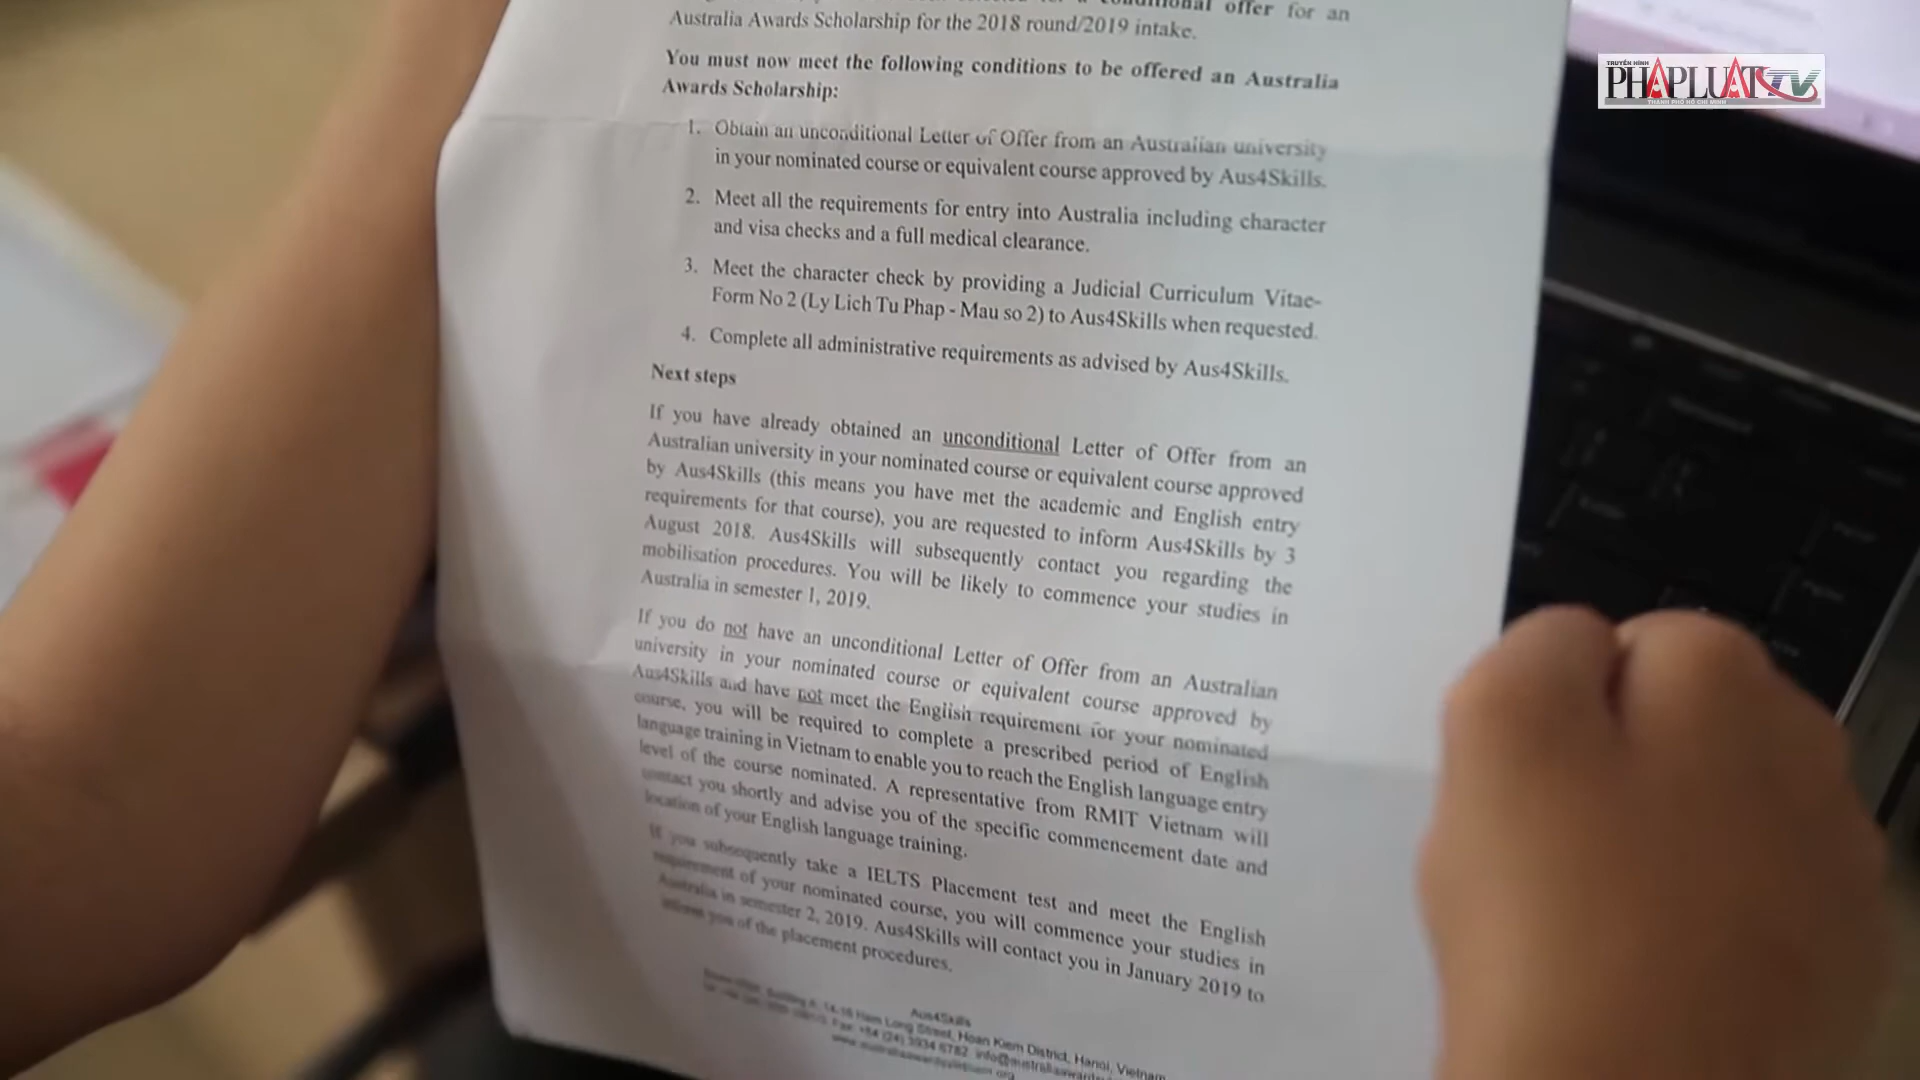 conditional offer for an
Australia Awards Scholarship for the 2018 round/2019 intake.
You must now meet the following conditions to be offered an Australia
Awards Scholarship:
1. Obtain an unconditional Letter of Offer from an Australian university
in your nominated course or equivalent course approved by Aus4Skills.
2. Meet all the requirements for entry into Australia including character
and visa checks and a full medical clearance.
3. Meet the character check by providing a Judicial Curriculum Vitae-
Form No 2 (Ly Lich Tu Phap - Mau so 2) to Aus4Skills when requested.
4. Complete all administrative requirements as advised by Aus4Skills.
Next steps
If you have already obtained an unconditional Letter of Offer from an
Australian university in your nominated course or equivalent course approved
by Aus4Skills (this means you have met the academic and English entry
requirements for that course), you are requested to inform Aus4Skills by 3
August 2018. Aus4Skills will subsequently contact you regarding the
mobilisation procedures. You will be likely to commence your studies in
Australia in semester 1, 2019.
If you do not have an unconditional Letter of Offer from an Australian
university in your nominated course or equivalent course approved by
Aus4Skills and have not meet the English requirement for your nominated
course, you will be required to complete a prescribed period of English
language training in Vietnam to enable you to reach the English language entry
level of the course nominated. A representative from RMIT Vietnam will
contact you shortly and advise you of the specific commencement date and
location of your English language training.
If you subsequently take a IELTS Placement test and meet the English
requirement of your nominated course, you will commence your studies in
Australia in semester 2, 2019. Aus4Skills will contact you in January 2019 to
inform you of the placement procedures.
Aus4Skills
Long Street, Hoan Kiem District, Hanoi, Vietnam
TRUYỀN HÌNH
PHÁPLUẬTTV
THÀNH PHỐ HỒ CHÍ MINH